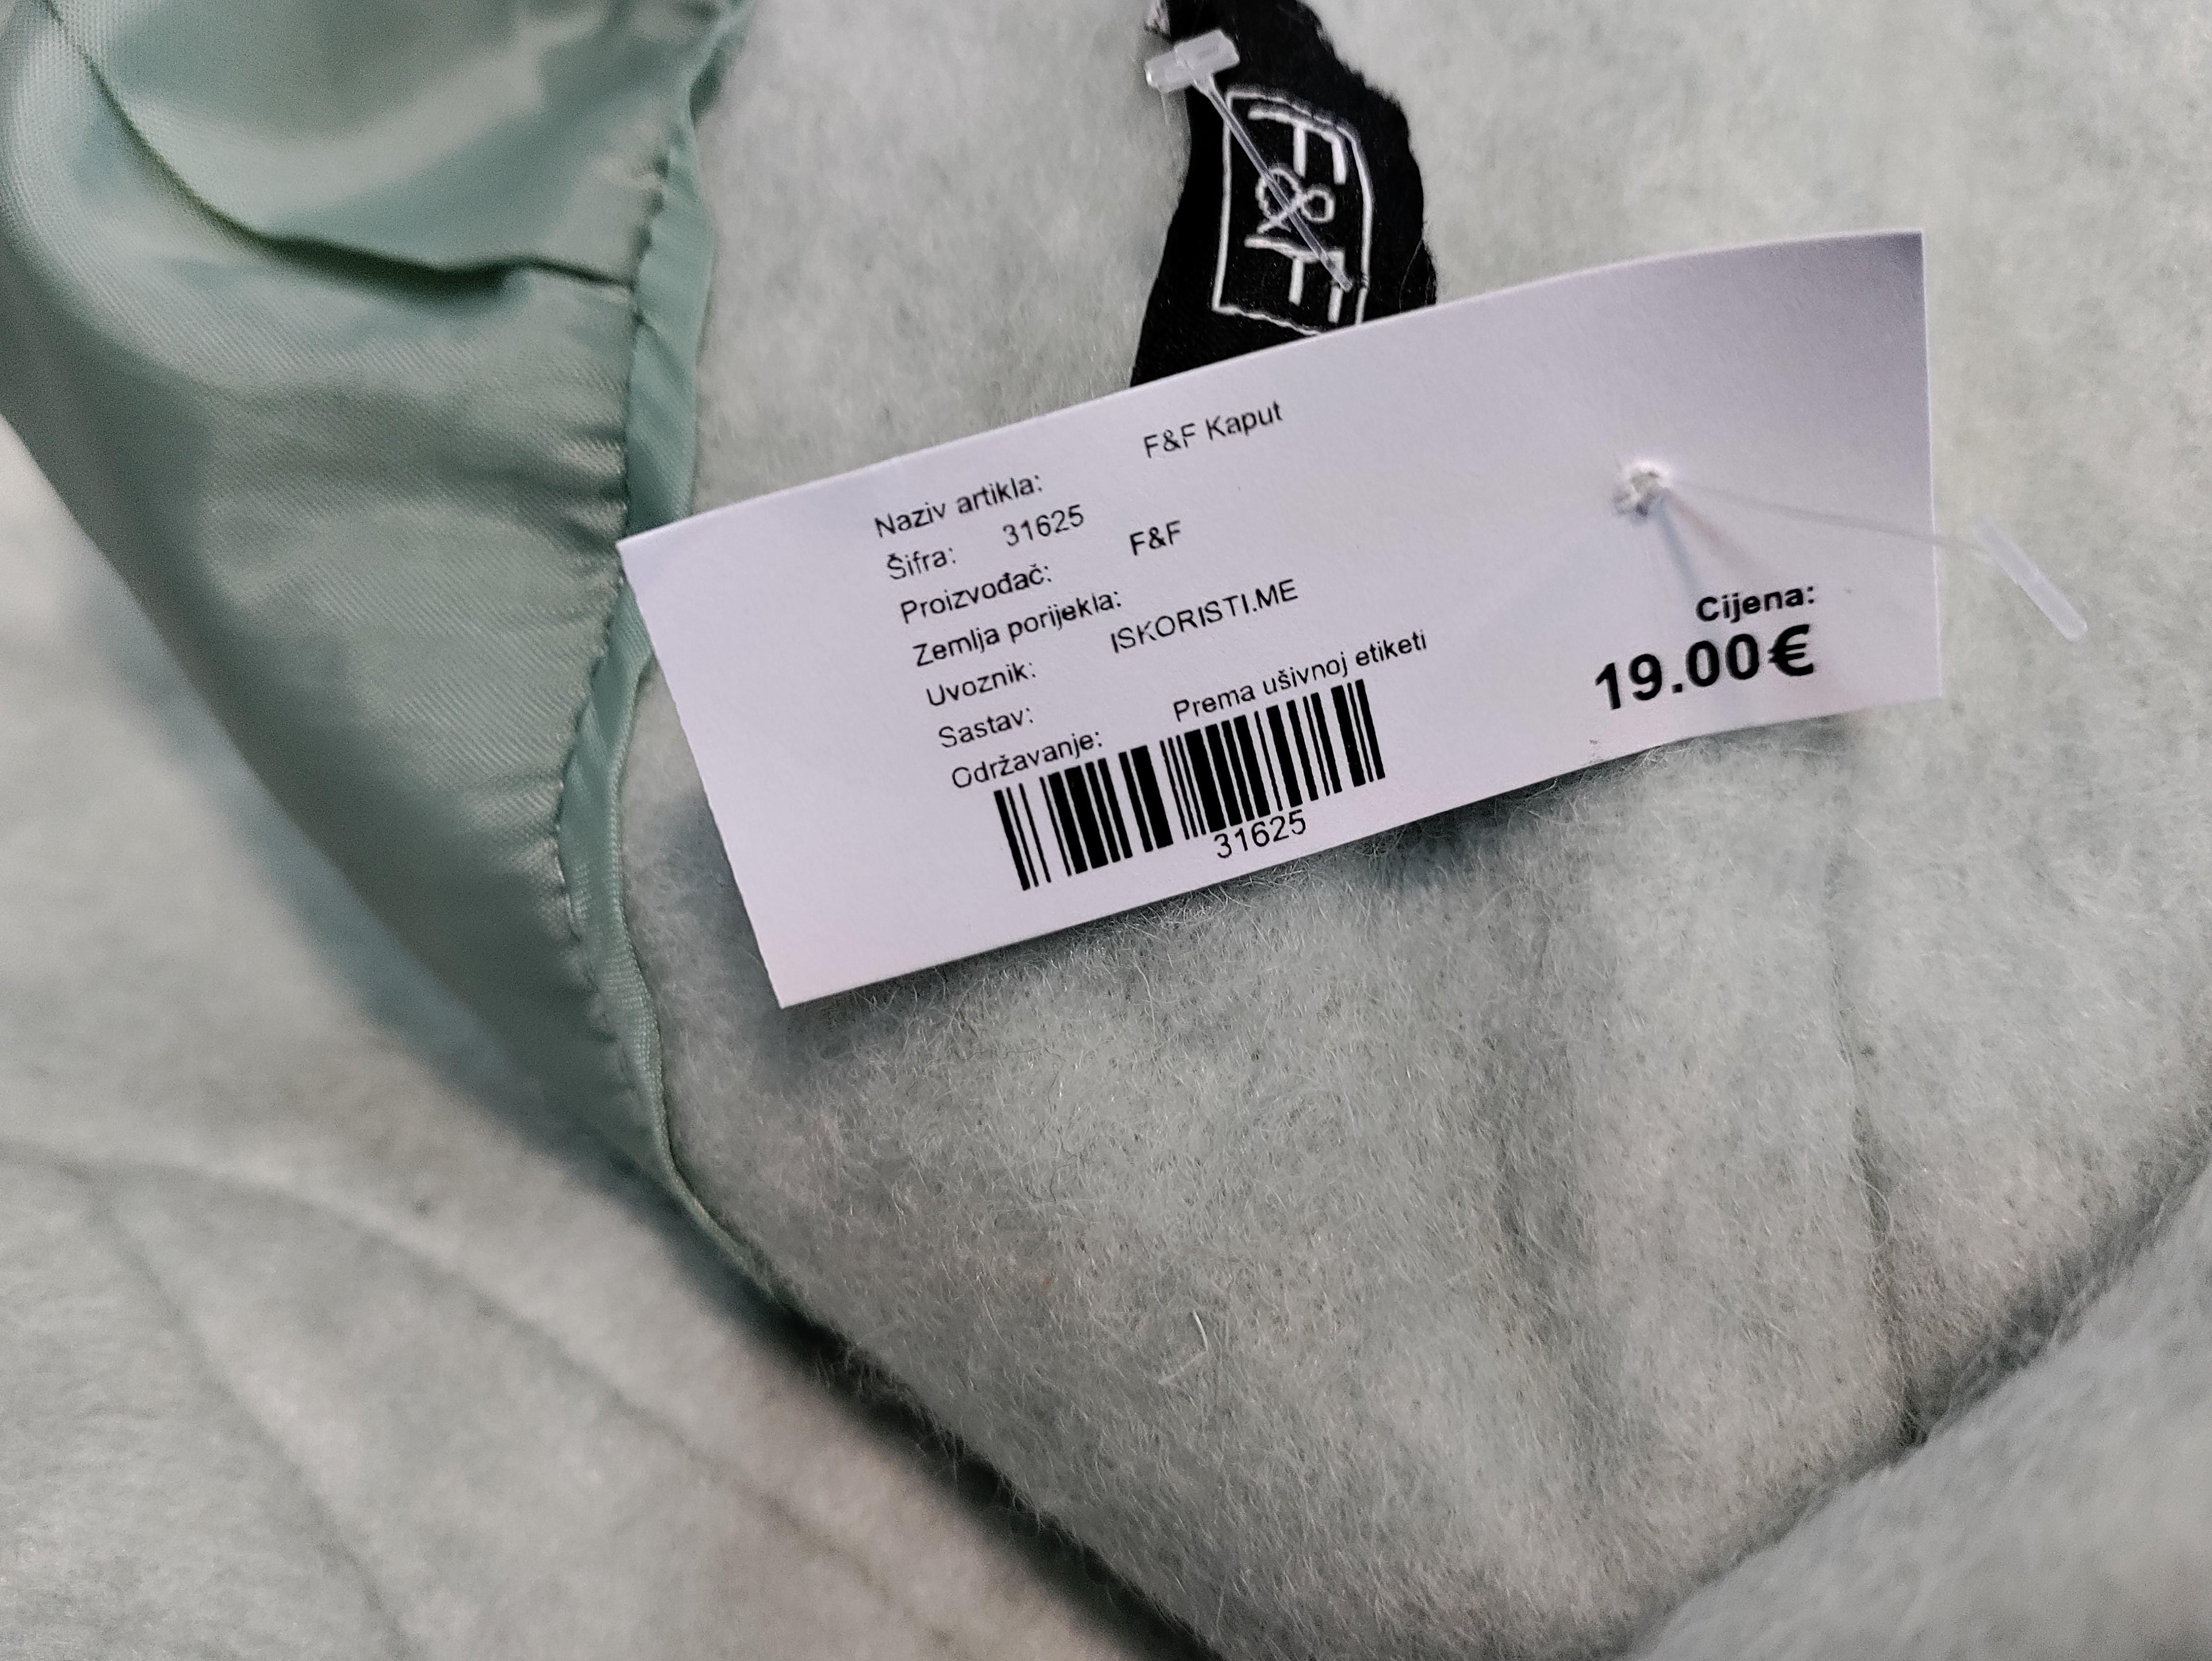 F&F
Naziv artikla: F&F Kaput
Šifra: 31625
Proizvođač: F&F
Zemlja porijekla:
Uvoznik: ISKORISTI.ME
Sastav:
Održavanje: Prema ušivnoj etiketi
31625
Cijena:
19.00€